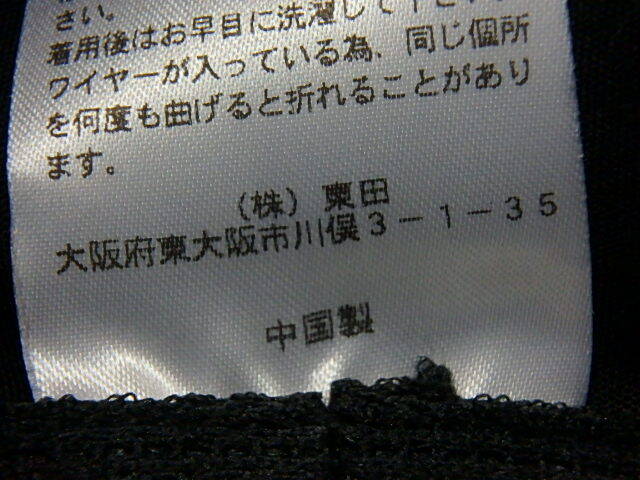 さい。
着用後はお早目に洗濯して下さい。
ワイヤーが入っている為、同じ個所
を何度も曲げると折れることがあり
ます。
(株)東田
大阪府東大阪市川俣3-1-35
中国製